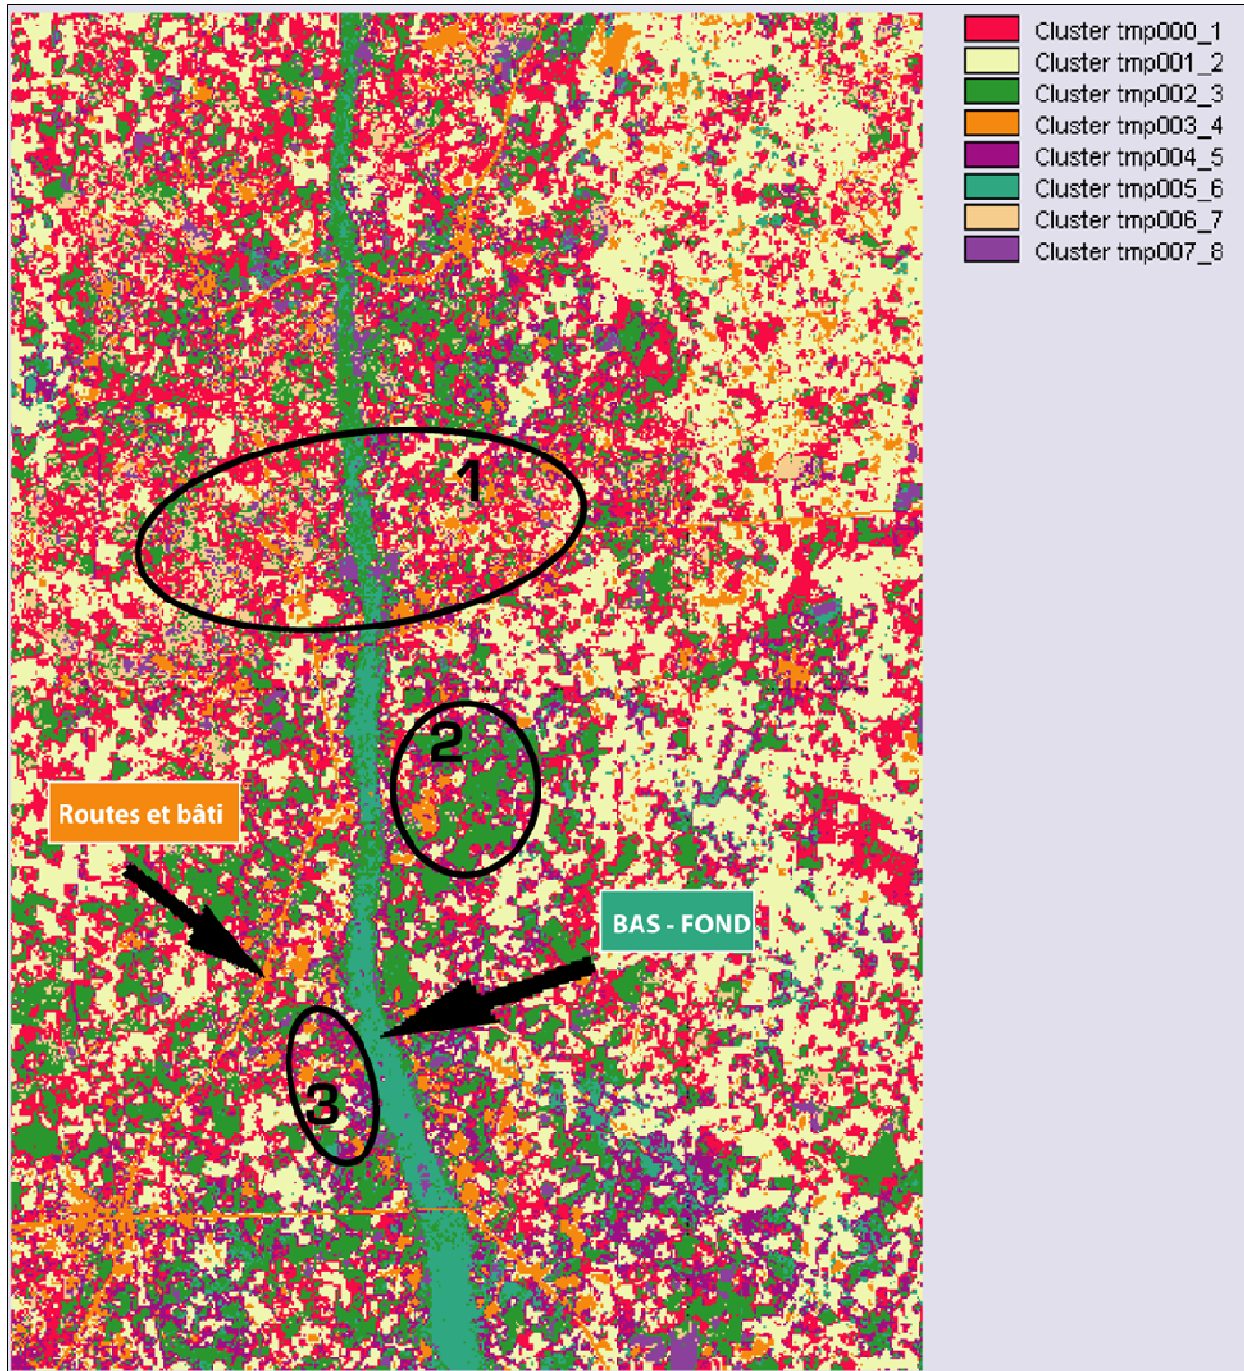 Cluster tmp000_1
Cluster tmp001_2
Cluster tmp002_3
Cluster tmp003_4
Cluster tmp004_5
Cluster tmp005_6
Cluster tmp006_7
Cluster tmp007_8
1
2
Routes et bâti
BAS - FOND
3